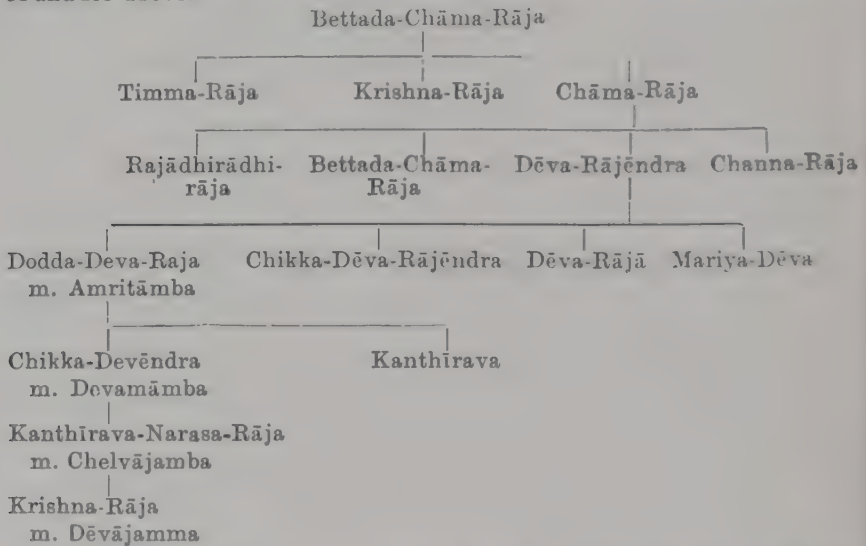 Bettada-Chāma-Rāja
Timma-Rāja Krishna-Rāja Chāma-Rāja
Rajādhirādhi- Bettada-Chāma- Dēva-Rājēndra Channa-Rāja
rāja Rāja
Dodda-Deva-Raja Chikka-Dēva-Rājēndra Dēva-Rājā Mariya-Dēva
m. Amritāmba
Chikka-Devēndra Kanthīrava
m. Devamāmba
Kanthīrava-Narasa-Rāja
m. Chelvājamba
Krishna-Rāja
m. Dēvājamma